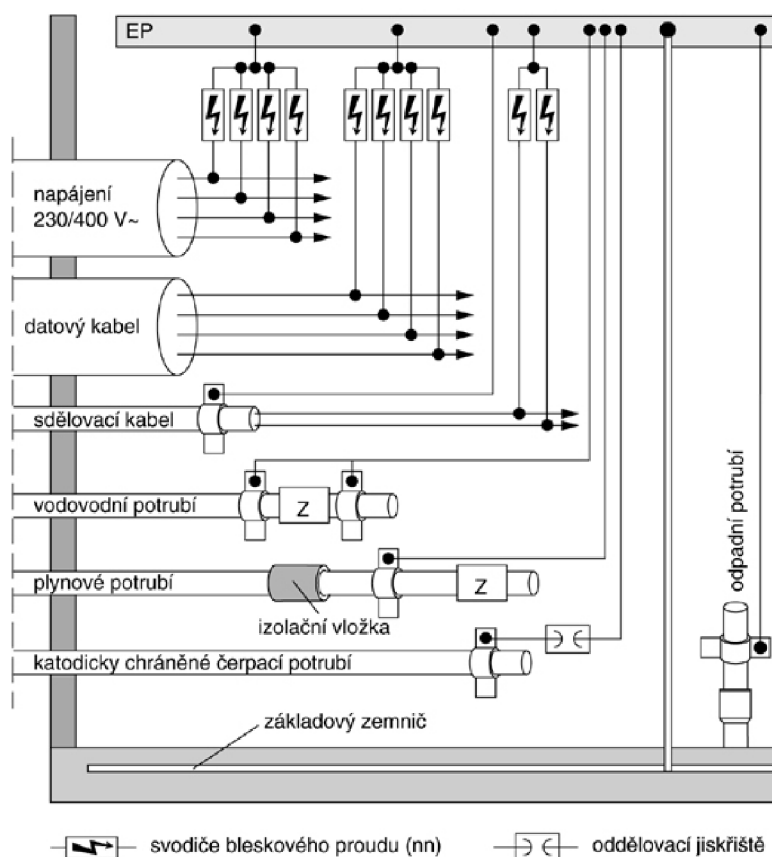 EP
napájení
230/400 V~
datový kabel
sdělovací kabel
vodovodní potrubí
Z
plynové potrubí
Z
izolační vložka
katodicky chráněné čerpací potrubí
odpadní potrubí
základový zemnič
svodiče bleskového proudu (nn)
oddělovací jiskřiště